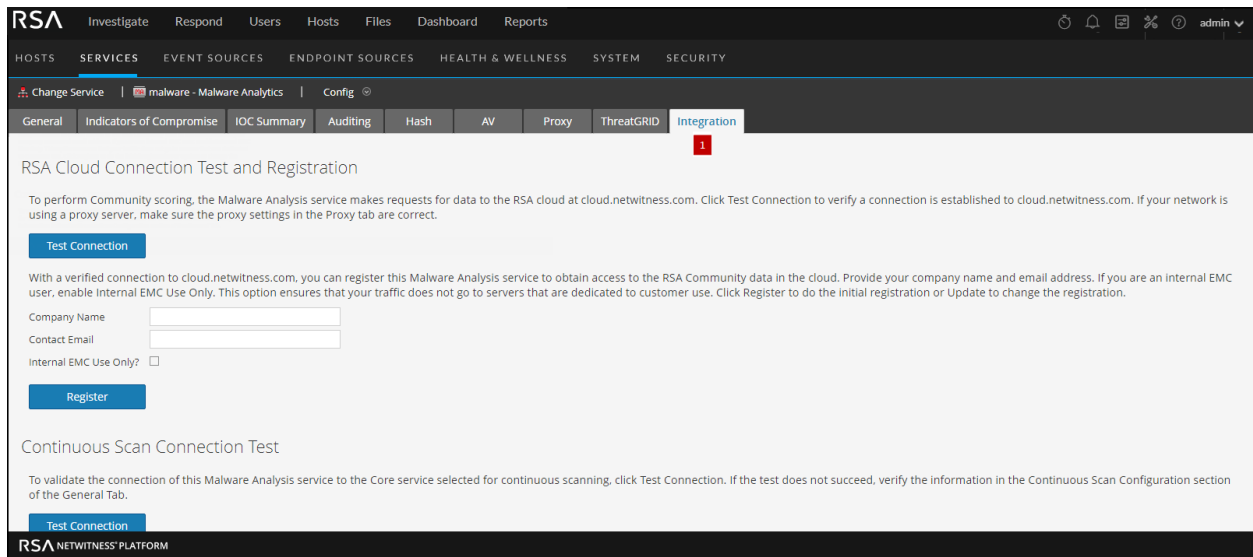 RSA Investigate Respond Users Hosts Files Dashboard Reports admin
HOSTS SERVICES EVENT SOURCES ENDPOINT SOURCES HEALTH & WELLNESS SYSTEM SECURITY
Change Service | malware - Malware Analytics | Config
General Indicators of Compromise IOC Summary Auditing Hash AV Proxy ThreatGRID Integration
1
RSA Cloud Connection Test and Registration
To perform Community scoring, the Malware Analysis service makes requests for data to the RSA cloud at cloud.netwitness.com. Click Test Connection to verify a connection is established to cloud.netwitness.com. If your network is
using a proxy server, make sure the proxy settings in the Proxy tab are correct.
Test Connection
With a verified connection to cloud.netwitness.com, you can register this Malware Analysis service to obtain access to the RSA Community data in the cloud. Provide your company name and email address. If you are an internal EMC
user, enable Internal EMC Use Only. This option ensures that your traffic does not go to servers that are dedicated to customer use. Click Register to do the initial registration or Update to change the registration.
Company Name
Contact Email
Internal EMC Use Only?
Register
Continuous Scan Connection Test
To validate the connection of this Malware Analysis service to the Core service selected for continuous scanning, click Test Connection. If the test does not succeed, verify the information in the Continuous Scan Configuration section
of the General Tab.
Test Connection
RSA NETWITNESS® PLATFORM